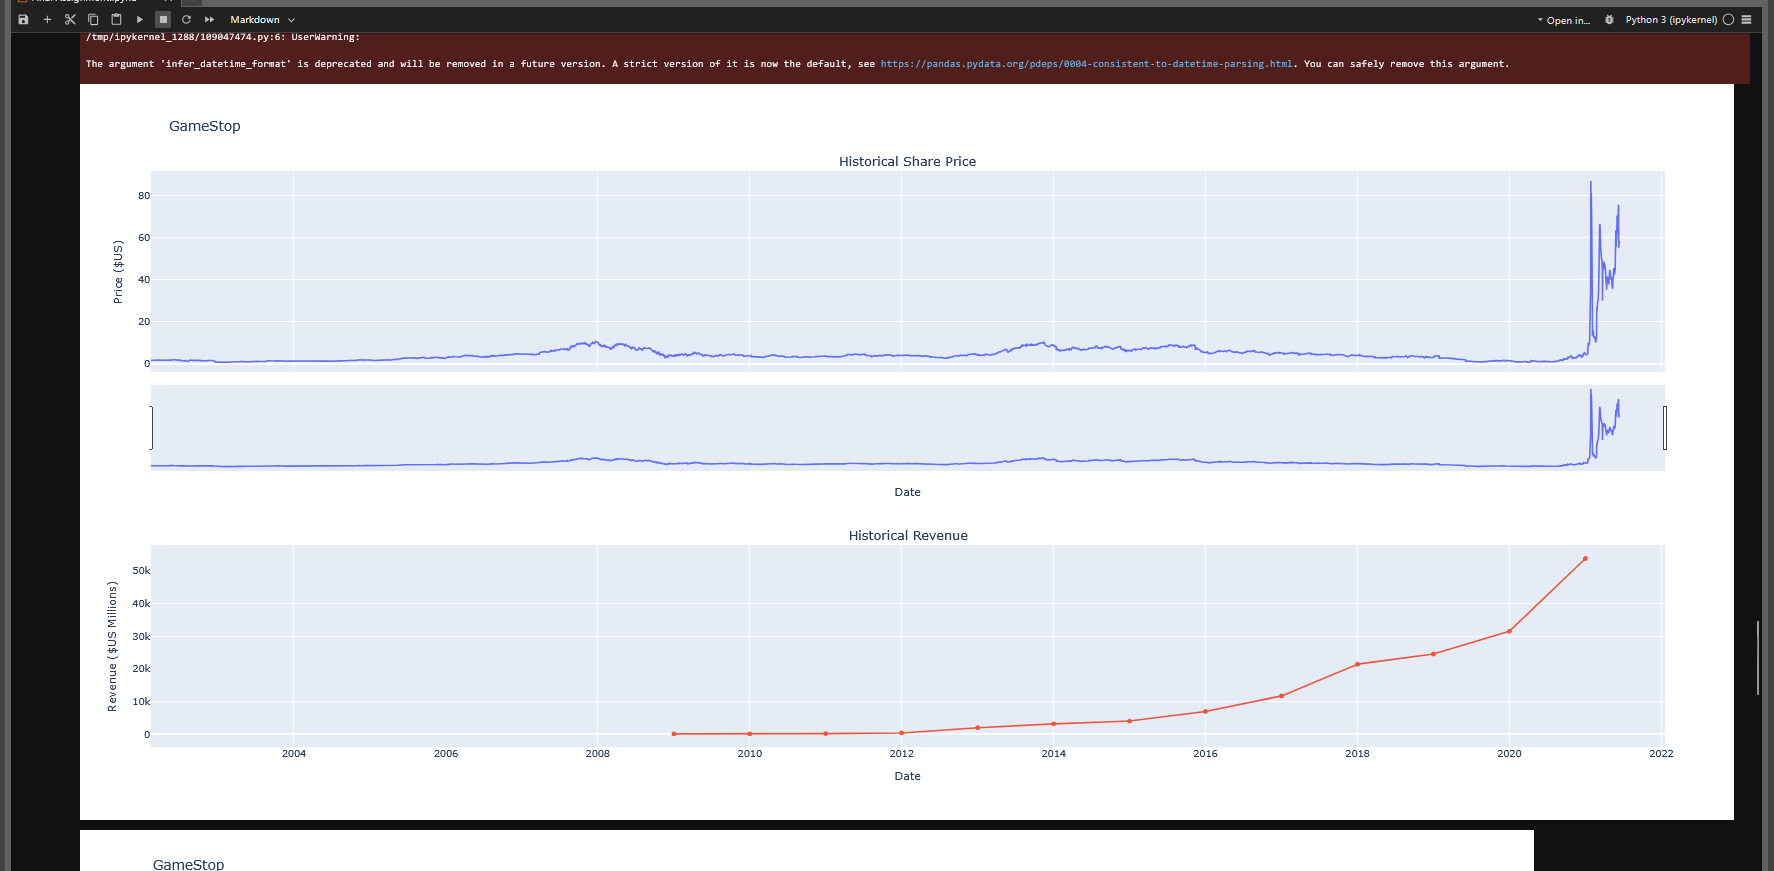 Markdown
Open in...
Python 3 (ipykernel)
/tmp/ipykernel_1288/109047474.py:6: UserWarning:
The argument 'infer_datetime_format' is deprecated and will be removed in a future version. A strict version of it is now the default, see https://pandas.pydata.org/pdeps/0004-consistent-to-datetime-parsing.html. You can safely remove this argument.
GameStop
Historical Share Price
80
60
40
20
0
Price ($US)
Date
Historical Revenue
50k
40k
30k
20k
10k
0
Revenue ($US Millions)
2004 2006 2008 2010 2012 2014 2016 2018 2020 2022
Date
GameStop